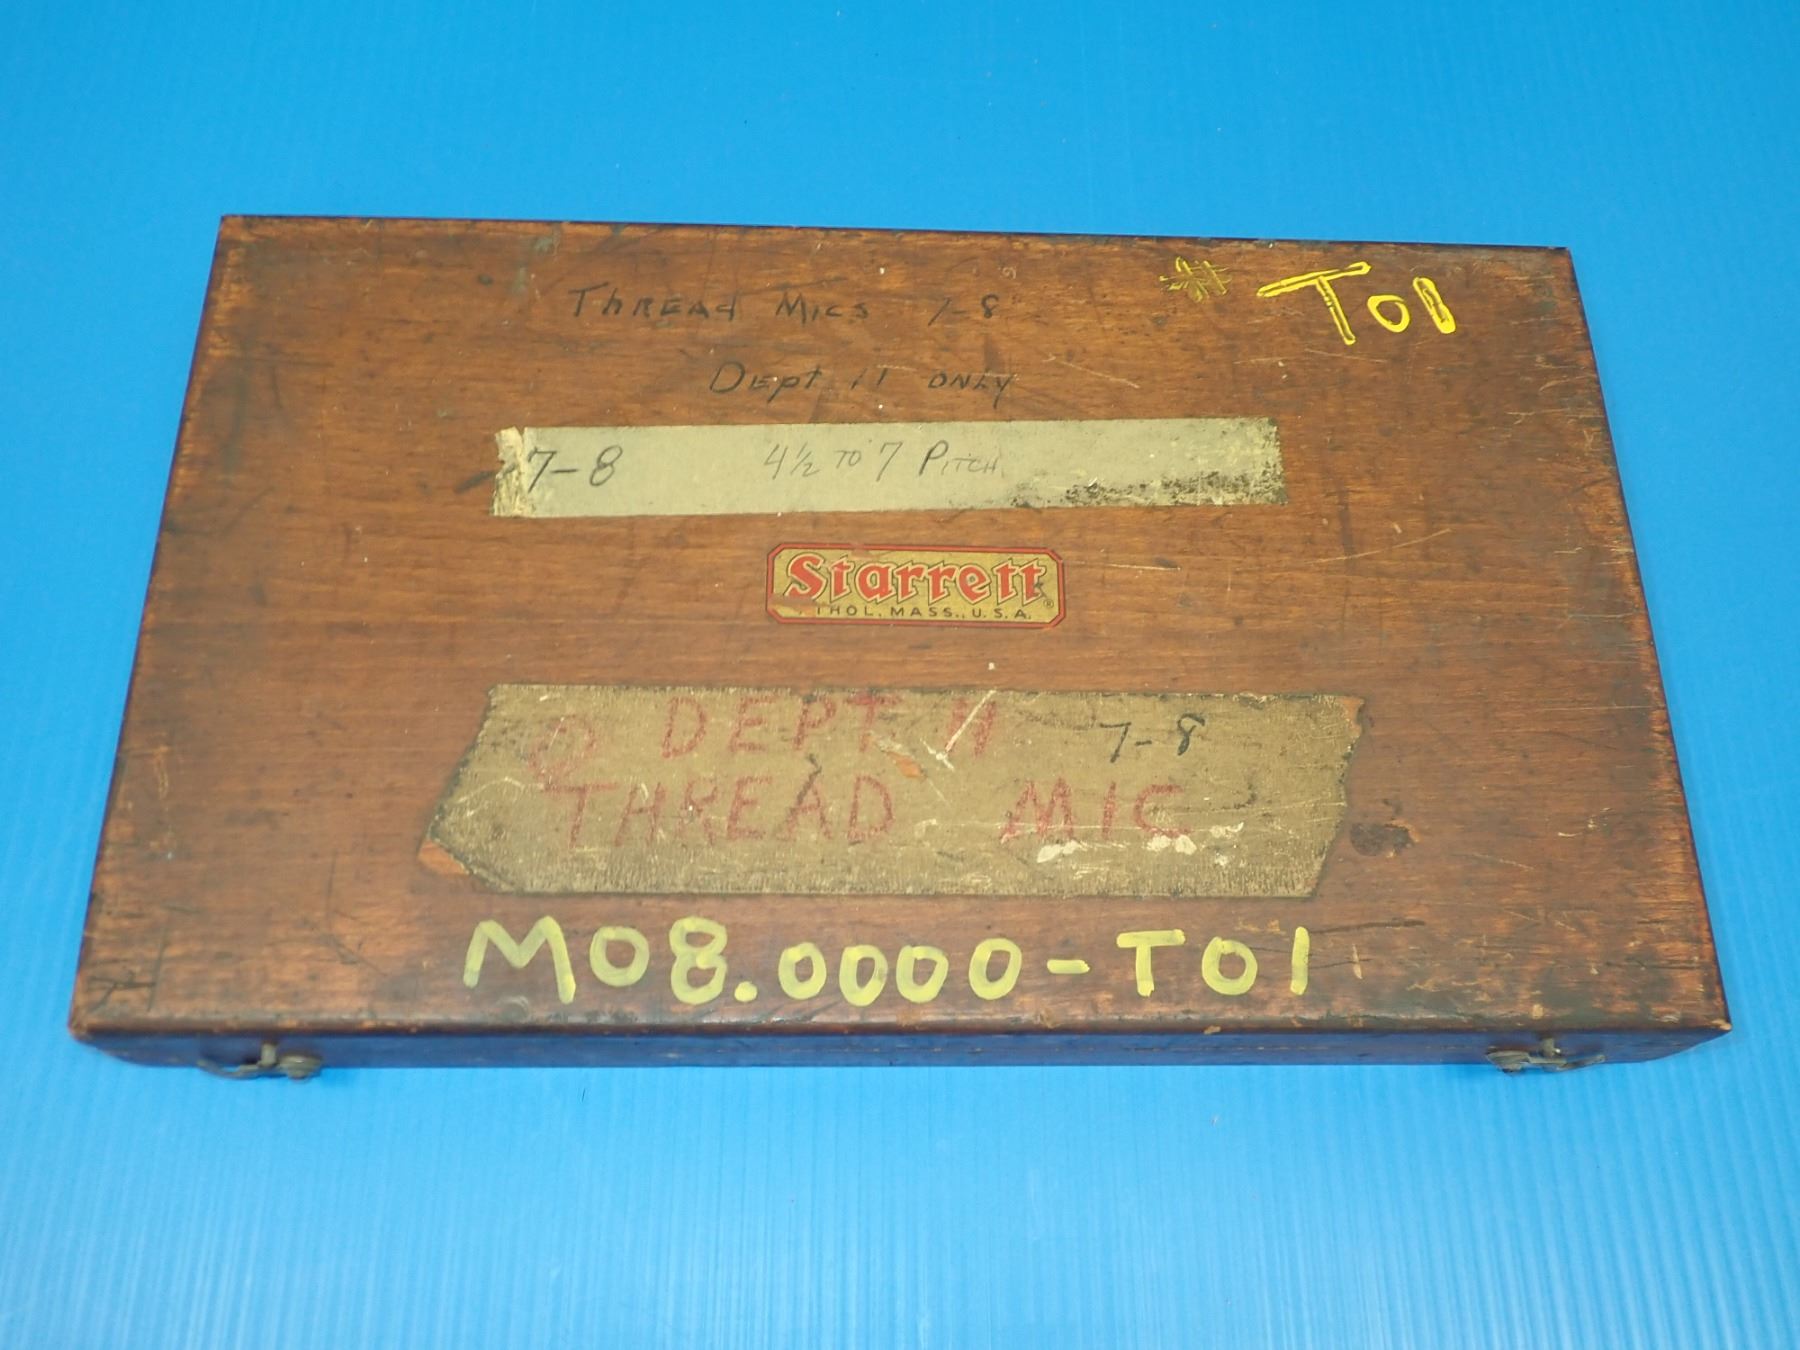 # T01
Thread Mics 7-8
Dept 11 only
7-8 4½ to 7 Pitch
Starrett®
ATHOL, MASS., U.S.A.
DEPT 11 7-8
THREAD MIC
M08.0000-T01